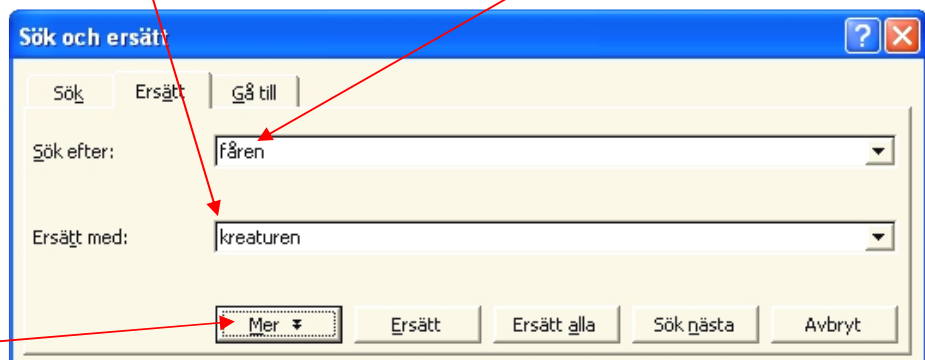 Sök och ersätt
Sök Ersätt Gå till
Sök efter: fåren
Ersätt med: kreaturen
Mer Ersätt Ersätt alla Sök nästa Avbryt